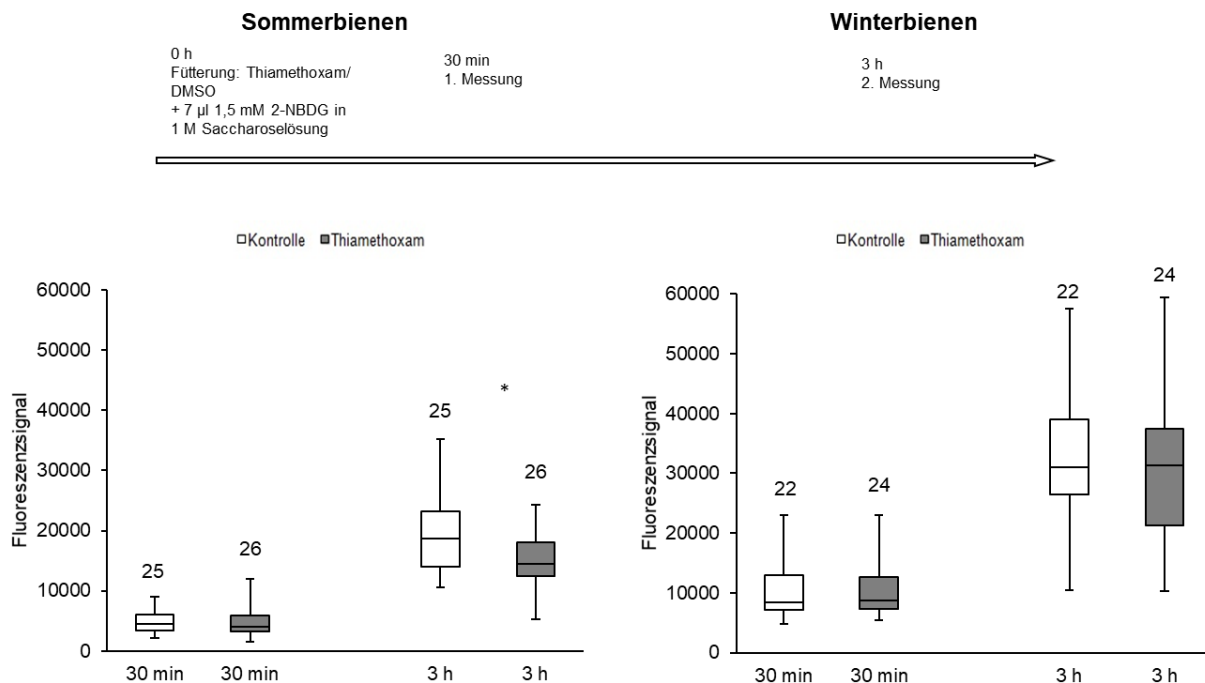 Sommerbienen
Winterbienen
0 h
Fütterung: Thiamethoxam/
DMSO
+ 7 µl 1,5 mM 2-NBDG in
1 M Saccharoselösung
30 min
1. Messung
3 h
2. Messung
Kontrolle Thiamethoxam
60000
50000
40000
30000
20000
10000
0
Fluoreszenzsignal
25
26
25
*
26
30 min
30 min
3 h
3 h
Kontrolle Thiamethoxam
60000
50000
40000
30000
20000
10000
0
Fluoreszenzsignal
22
24
22
24
30 min
30 min
3 h
3 h